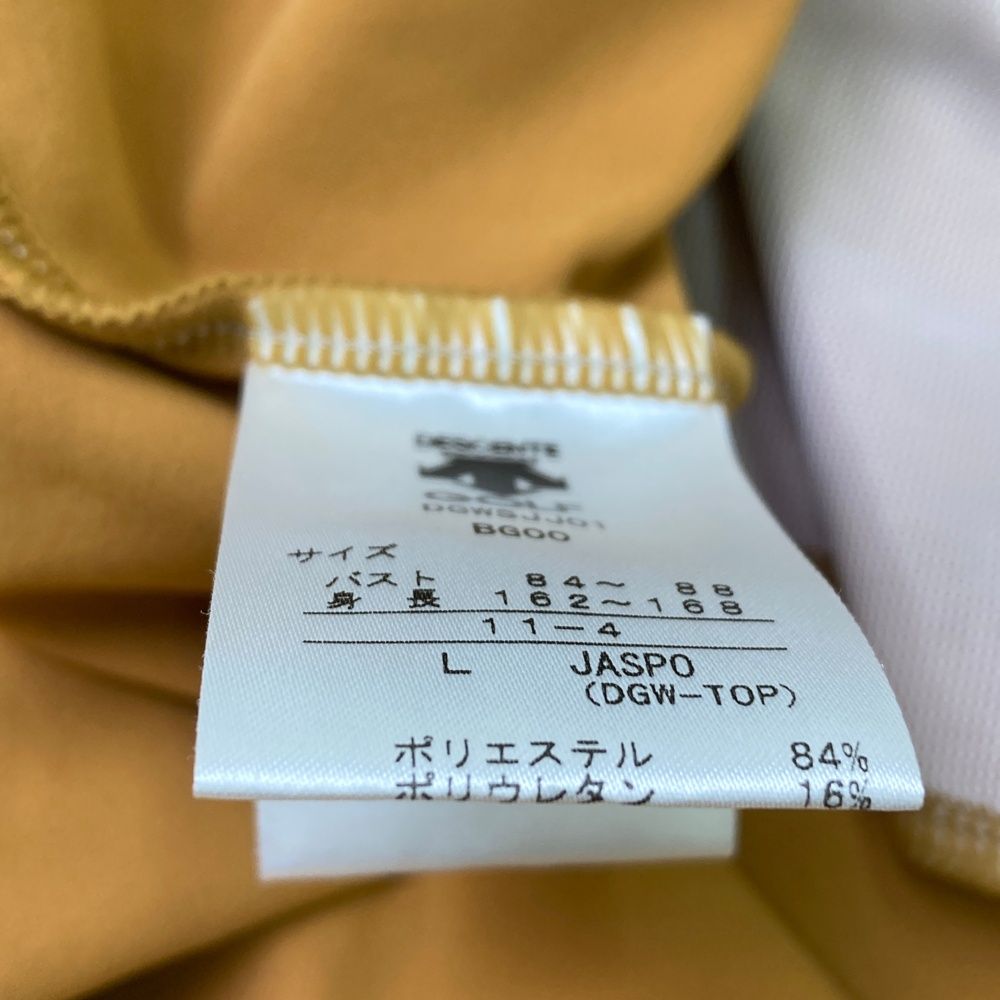 DESCENTE
GOLF
DGWSJJ01
BG00
サイズ
バスト 84～ 88
身 長 162～168
11－4
L JASPO
(DGW－TOP)
ポリエステル 84%
ポリウレタン 16%